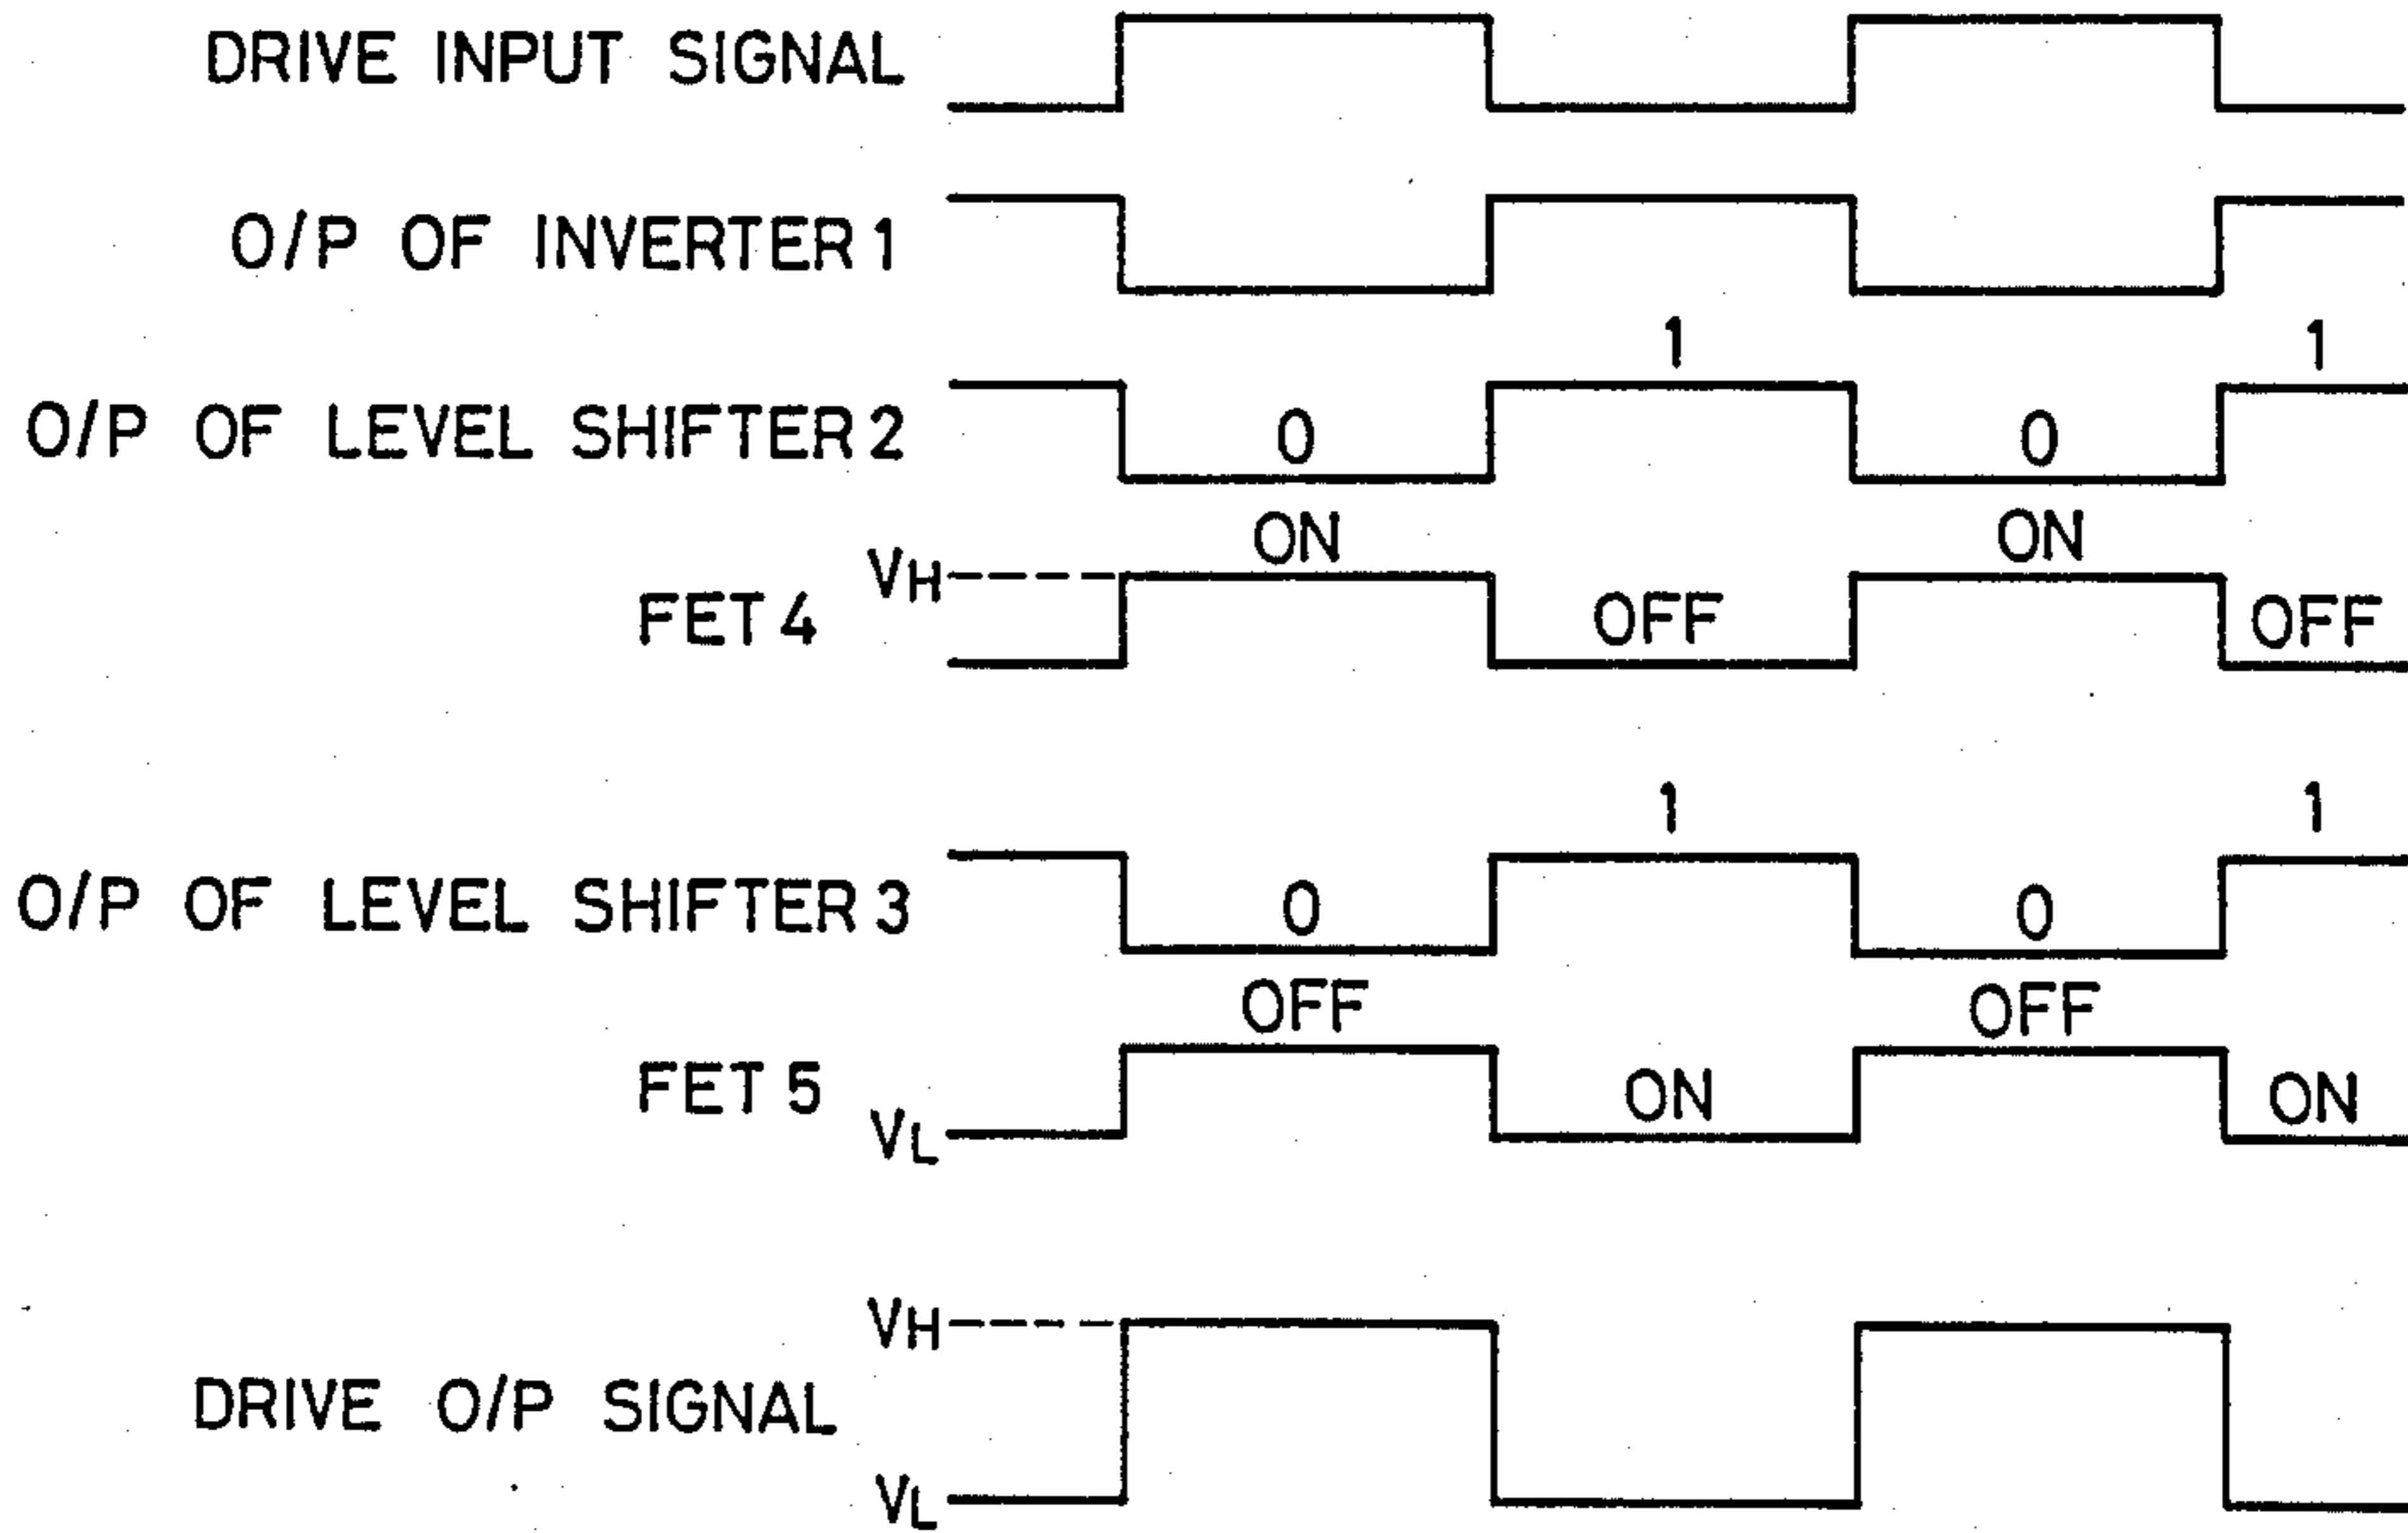 DRIVE INPUT SIGNAL
O/P OF INVERTER 1
1 1
O/P OF LEVEL SHIFTER 2 0 0
ON ON
VH
FET 4 OFF OFF
1 1
O/P OF LEVEL SHIFTER 3 0 0
OFF OFF
FET 5 ON ON
VL
VH
DRIVE O/P SIGNAL
VL